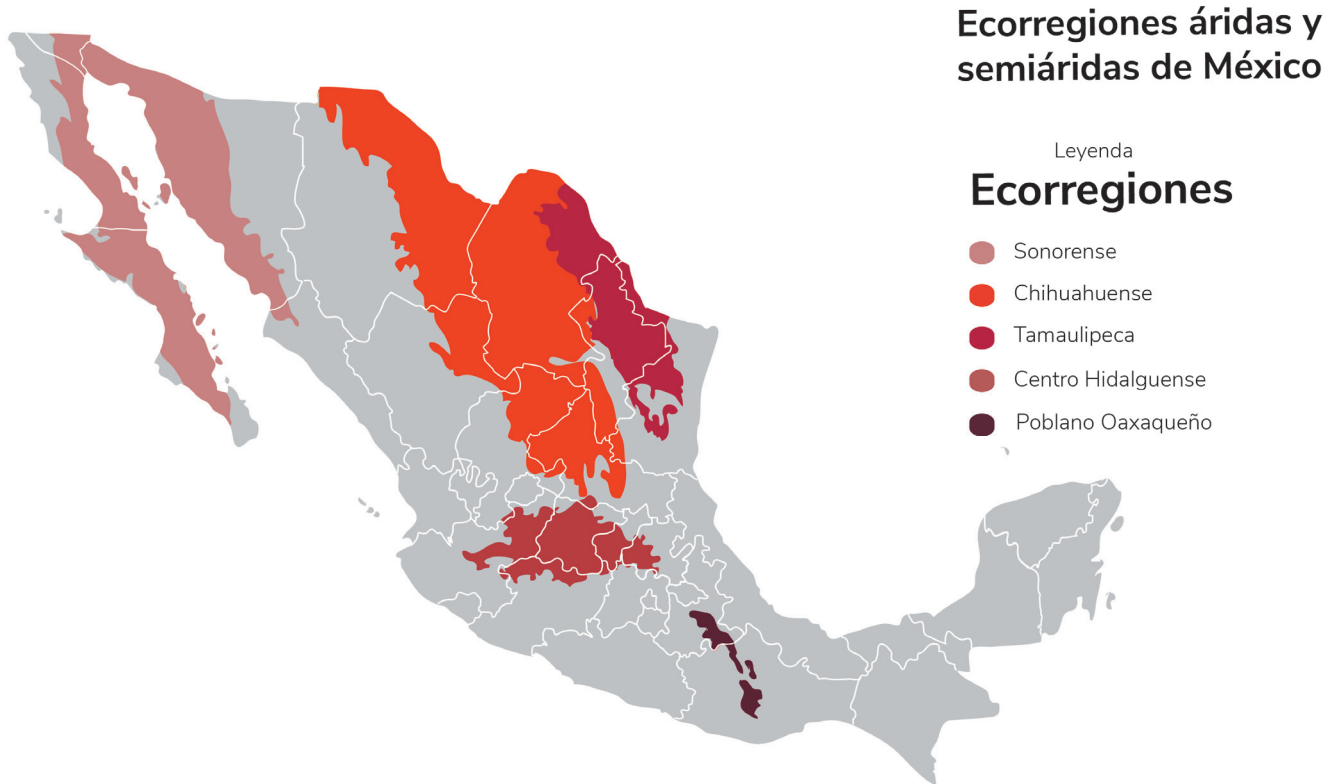 Ecorregiones áridas y
semiáridas de México
Leyenda
Ecorregiones
Sonorense
Chihuahuense
Tamaulipeca
Centro Hidalguense
Poblano Oaxaqueño